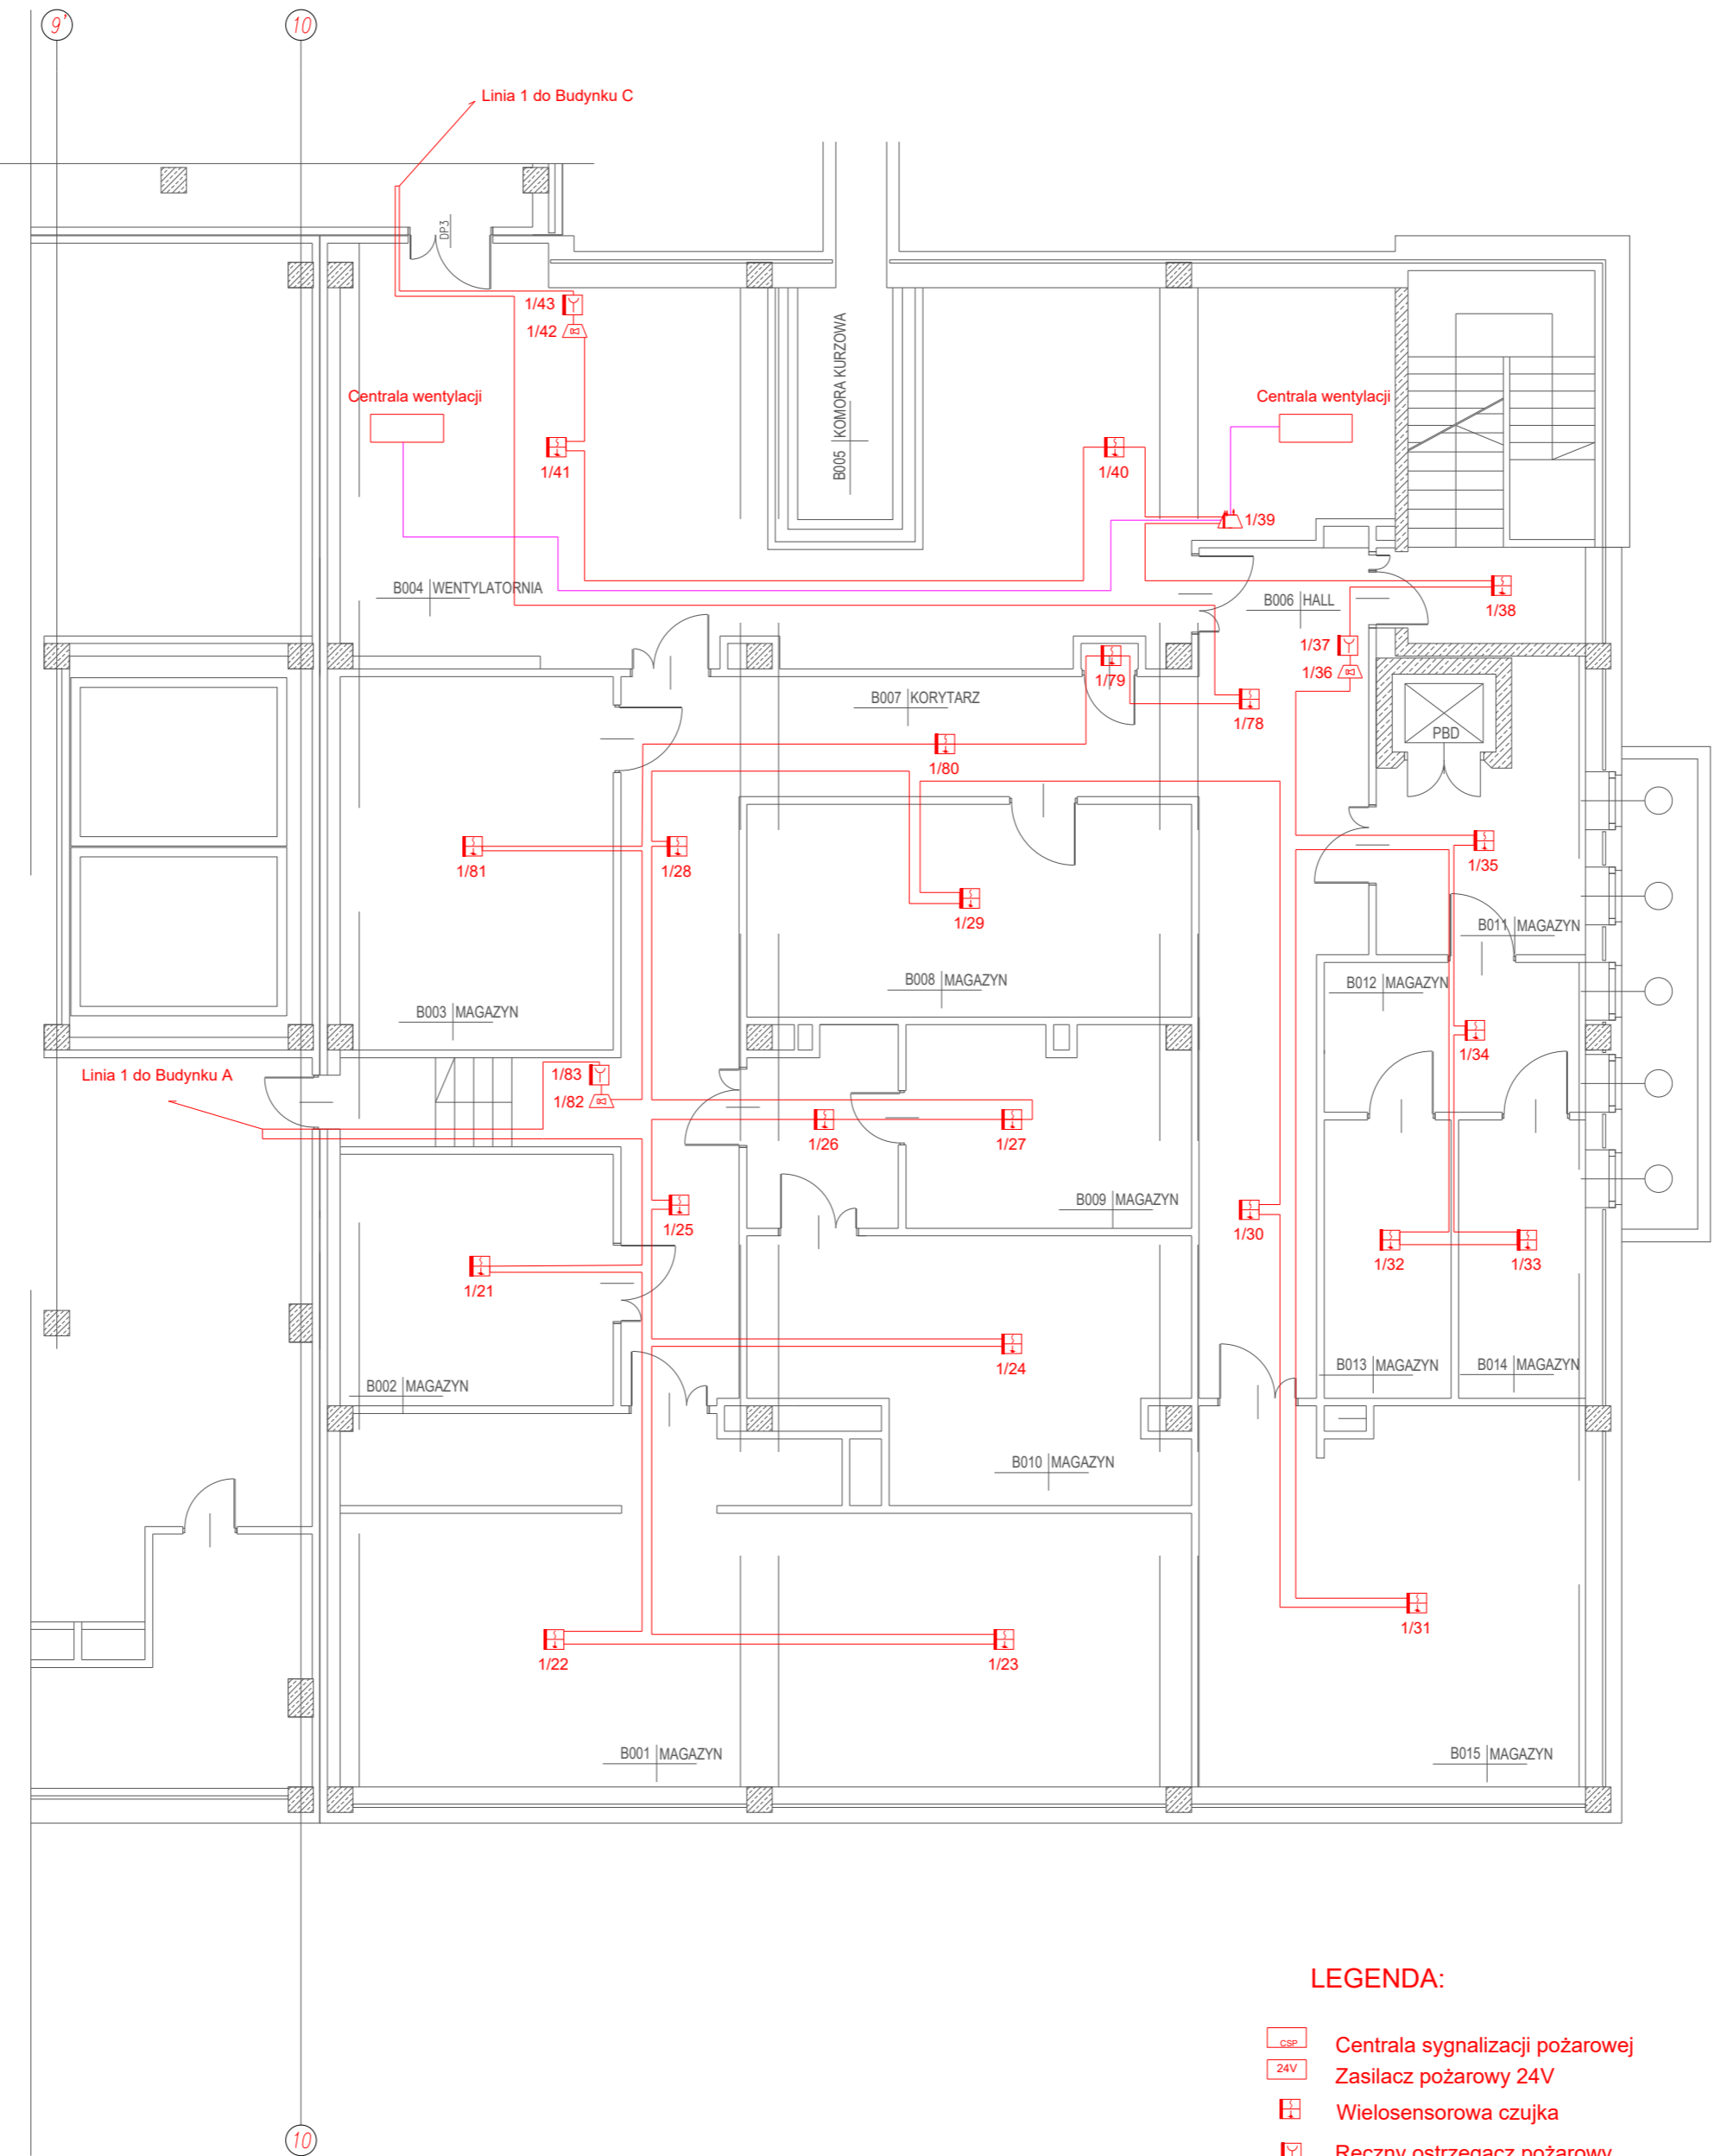 9'
10
Linia 1 do Budynku C
DP3
1/43
1/42
B005 KOMORA KURZOWA
Centrala wentylacji
Centrala wentylacji
1/41
1/40
1/39
B004 WENTYLATORNIA
B006 HALL
1/38
1/37
1/36
1/79
B007 KORYTARZ
1/78
PBD
1/80
1/81
1/28
1/35
1/29
B011 MAGAZYN
B008 MAGAZYN
B012 MAGAZYN
B003 MAGAZYN
1/34
Linia 1 do Budynku A
1/83
1/82
1/26
1/27
B009 MAGAZYN
1/25
1/30
1/32
1/33
1/21
1/24
B013 MAGAZYN
B014 MAGAZYN
B002 MAGAZYN
B010 MAGAZYN
1/31
1/22
1/23
B001 MAGAZYN
B015 MAGAZYN
LEGENDA:
CSP Centrala sygnalizacji pożarowej
24V Zasilacz pożarowy 24V
Wielosensorowa czujka
10
Ręczny ostrzegacz pożarowy